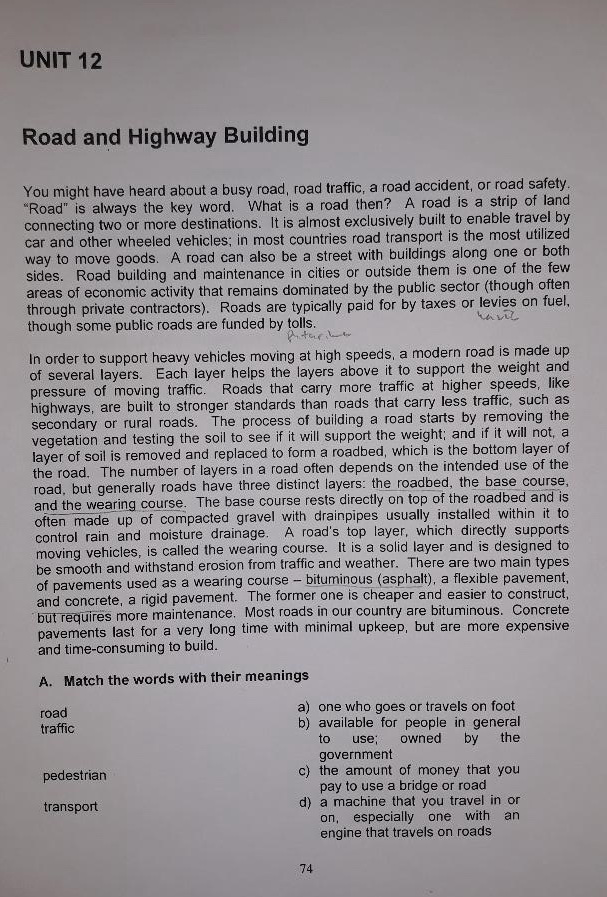 UNIT 12
Road and Highway Building
You might have heard about a busy road, road traffic, a road accident, or road safety.
"Road" is always the key word. What is a road then? A road is a strip of land
connecting two or more destinations. It is almost exclusively built to enable travel by
car and other wheeled vehicles; in most countries road transport is the most utilized
way to move goods. A road can also be a street with buildings along one or both
sides. Road building and maintenance in cities or outside them is one of the few
areas of economic activity that remains dominated by the public sector (though often
through private contractors). Roads are typically paid for by taxes or levies on fuel,
though some public roads are funded by tolls.
In order to support heavy vehicles moving at high speeds, a modern road is made up
of several layers. Each layer helps the layers above it to support the weight and
pressure of moving traffic. Roads that carry more traffic at higher speeds, like
highways, are built to stronger standards than roads that carry less traffic, such as
secondary or rural roads. The process of building a road starts by removing the
vegetation and testing the soil to see if it will support the weight; and if it will not, a
layer of soil is removed and replaced to form a roadbed, which is the bottom layer of
the road. The number of layers in a road often depends on the intended use of the
road, but generally roads have three distinct layers: the roadbed, the base course,
and the wearing course. The base course rests directly on top of the roadbed and is
often made up of compacted gravel with drainpipes usually installed within it to
control rain and moisture drainage. A road's top layer, which directly supports
moving vehicles, is called the wearing course. It is a solid layer and is designed to
be smooth and withstand erosion from traffic and weather. There are two main types
of pavements used as a wearing course – bituminous (asphalt), a flexible pavement,
and concrete, a rigid pavement. The former one is cheaper and easier to construct,
but requires more maintenance. Most roads in our country are bituminous. Concrete
pavements last for a very long time with minimal upkeep, but are more expensive
and time-consuming to build.
A. Match the words with their meanings
road
traffic
pedestrian
transport
a) one who goes or travels on foot
b) available for people in general
to use; owned by the
government
c) the amount of money that you
pay to use a bridge or road
d) a machine that you travel in or
on, especially one with an
engine that travels on roads
74